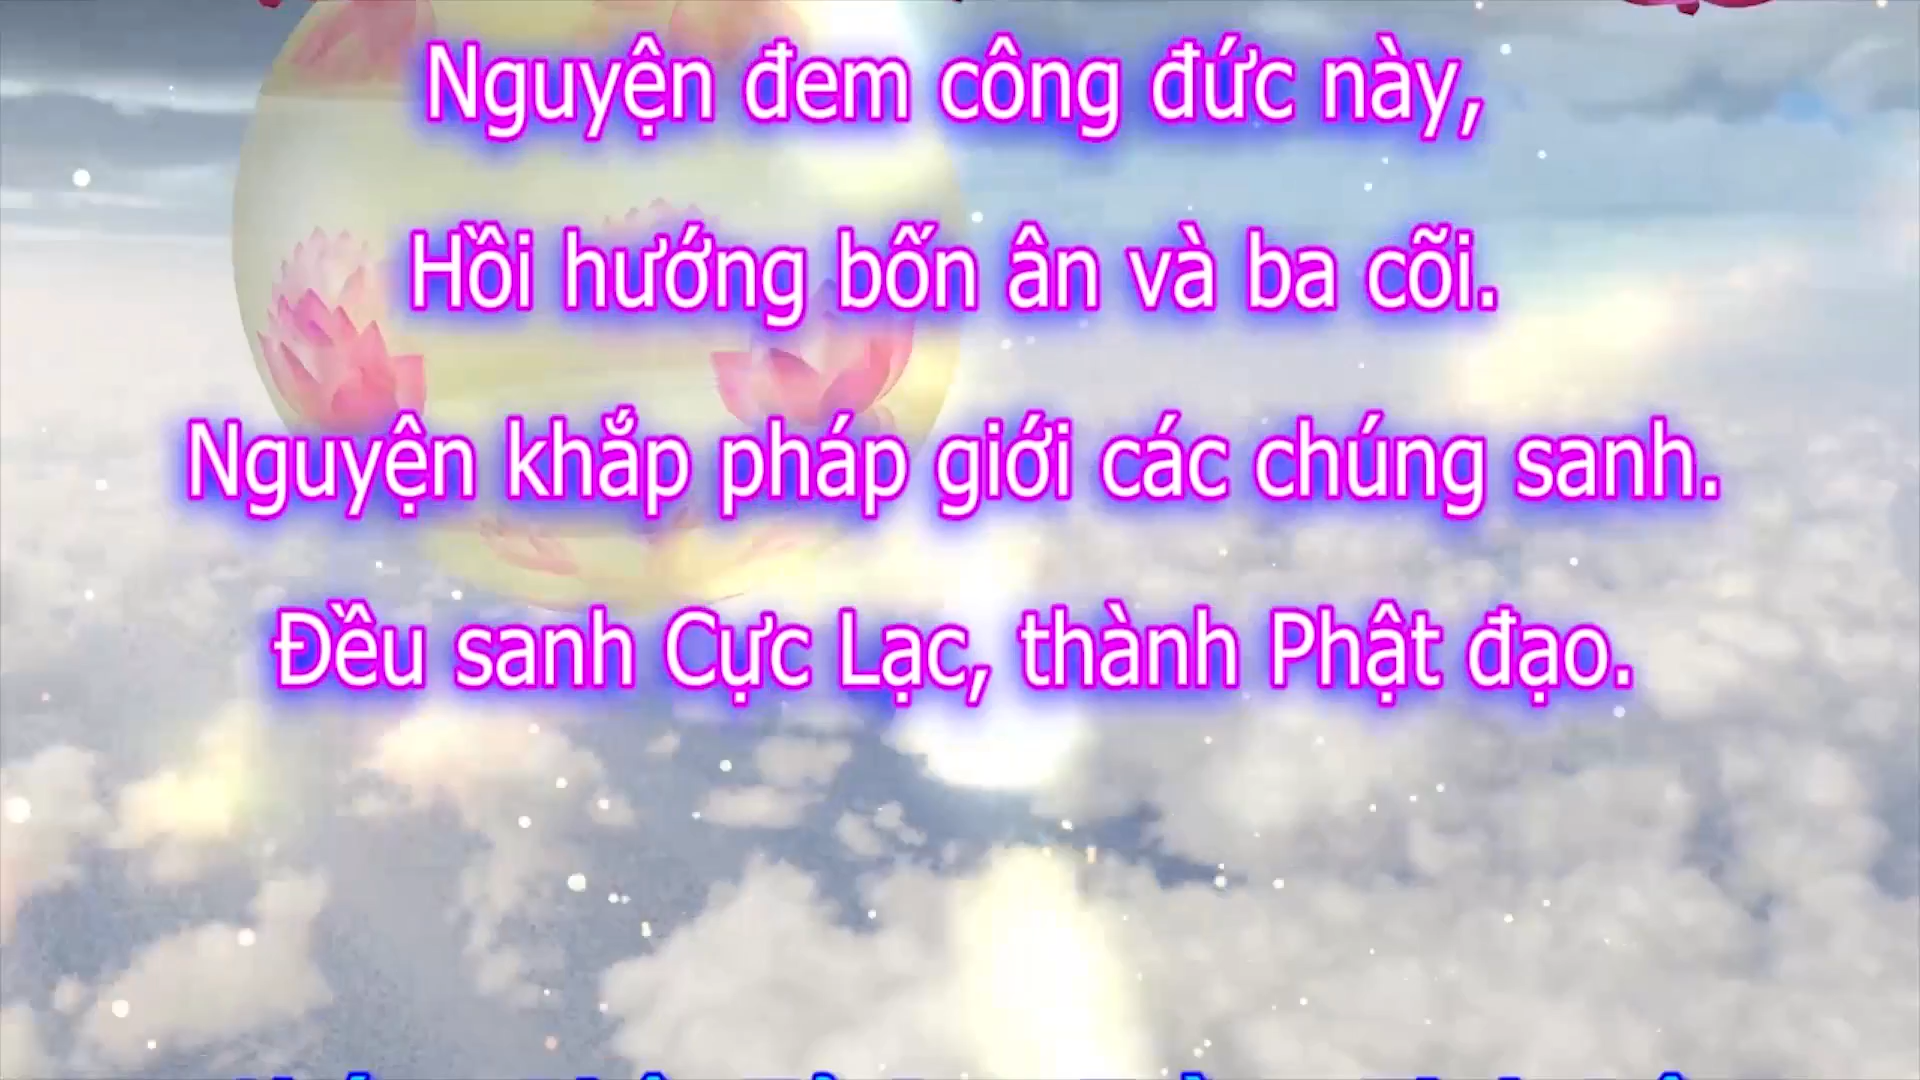 Nguyện đem công đức này,
Hồi hướng bốn ân và ba cõi.
Nguyện khắp pháp giới các chúng sanh.
Đều sanh Cực Lạc, thành Phật đạo.